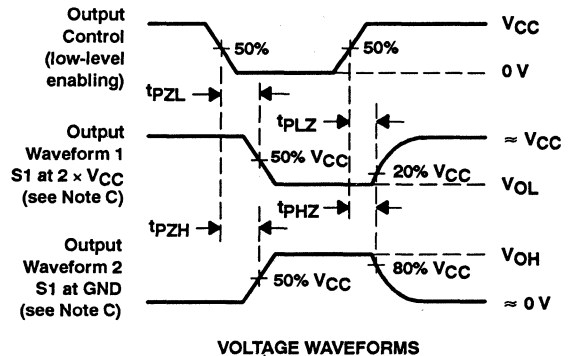 Output
Control
(low-level
enabling)
50%
50%
VCC
0 V
tPZL
tPLZ
Output
Waveform 1
S1 at 2 × VCC
(see Note C)
50% VCC
20% VCC
≈ VCC
VOL
tPZH
tPHZ
Output
Waveform 2
S1 at GND
(see Note C)
50% VCC
80% VCC
VOH
≈ 0 V
VOLTAGE WAVEFORMS